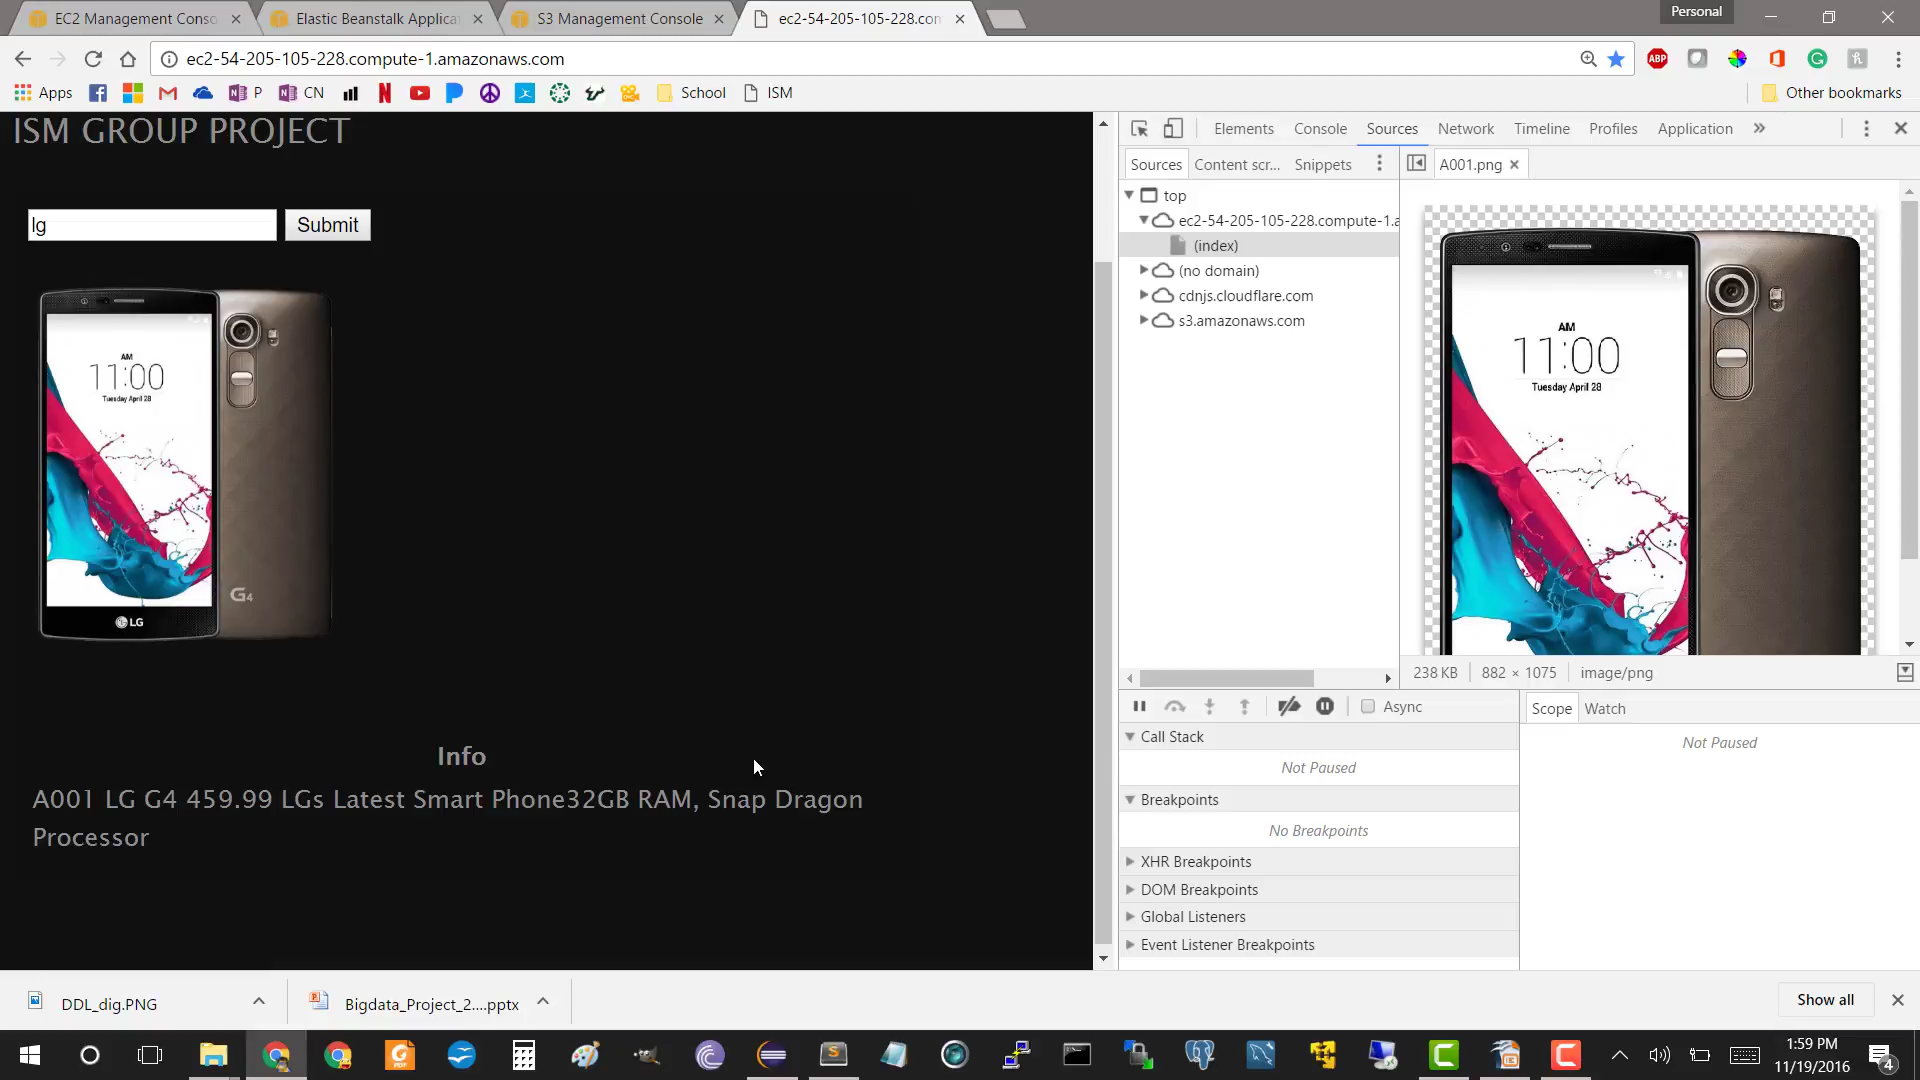 EC2 Management Conso
Elastic Beanstalk Applica
S3 Management Console
ec2-54-205-105-228.com
Personal
ec2-54-205-105-228.compute-1.amazonaws.com
ABP
Apps
P
CN
School
ISM
Other bookmarks
ISM GROUP PROJECT
lg
Submit
AM
11:00
Tuesday April 28
G4
LG
Info
A001 LG G4 459.99 LGs Latest Smart Phone32GB RAM, Snap Dragon
Processor
Elements
Console
Sources
Network
Timeline
Profiles
Application
Sources
Content scr...
Snippets
A001.png
top
ec2-54-205-105-228.compute-1.a
(index)
(no domain)
cdnjs.cloudflare.com
s3.amazonaws.com
AM
11:00
Tuesday April 28
238 KB
882 × 1075
image/png
Async
Scope
Watch
Call Stack
Not Paused
Not Paused
Breakpoints
No Breakpoints
XHR Breakpoints
DOM Breakpoints
Global Listeners
Event Listener Breakpoints
DDL_dig.PNG
Bigdata_Project_2....pptx
Show all
1:59 PM
11/19/2016
4